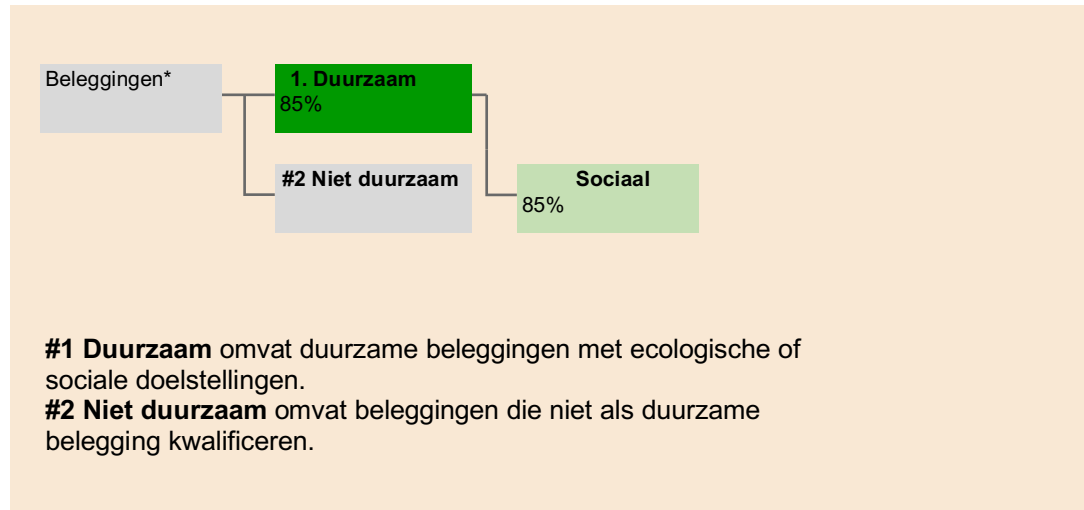 Beleggingen*
1. Duurzaam
85%
#2 Niet duurzaam
Sociaal
85%
#1 Duurzaam omvat duurzame beleggingen met ecologische of
sociale doelstellingen.
#2 Niet duurzaam omvat beleggingen die niet als duurzame
belegging kwalificeren.